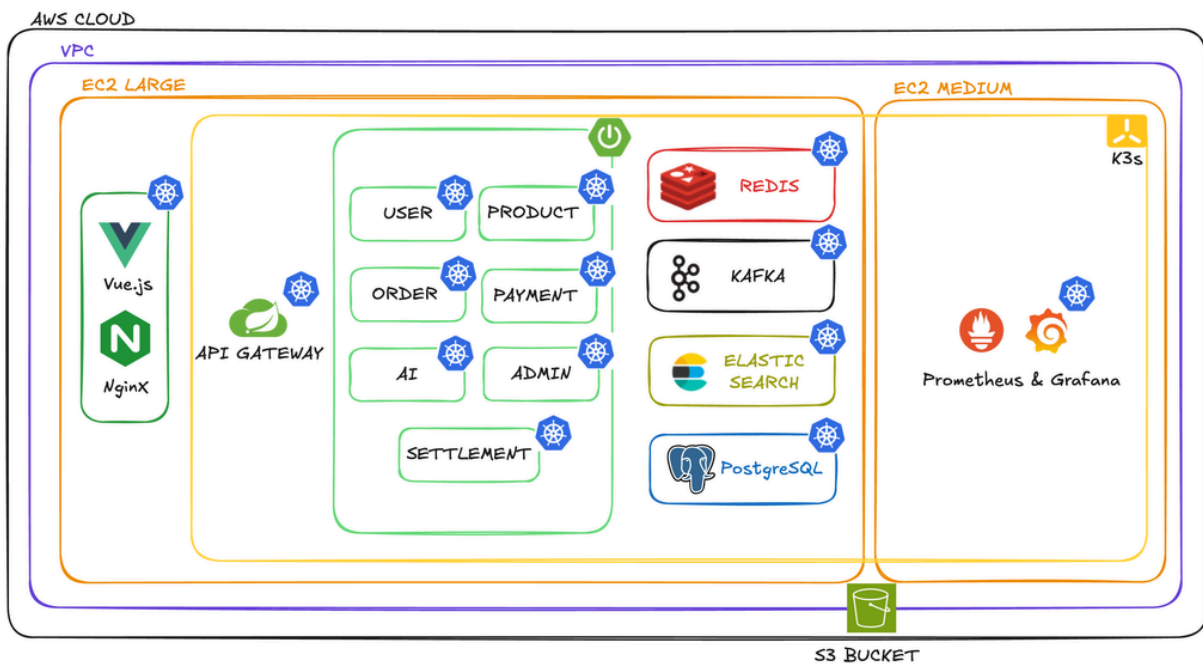 AWS CLOUD
VPC
EC2 LARGE
EC2 MEDIUM
K3s
USER
PRODUCT
REDIS
Vue.js
ORDER
PAYMENT
KAFKA
NginX
API GATEWAY
AI
ADMIN
ELASTIC
SEARCH
Prometheus & Grafana
SETTLEMENT
PostgreSQL
S3 BUCKET